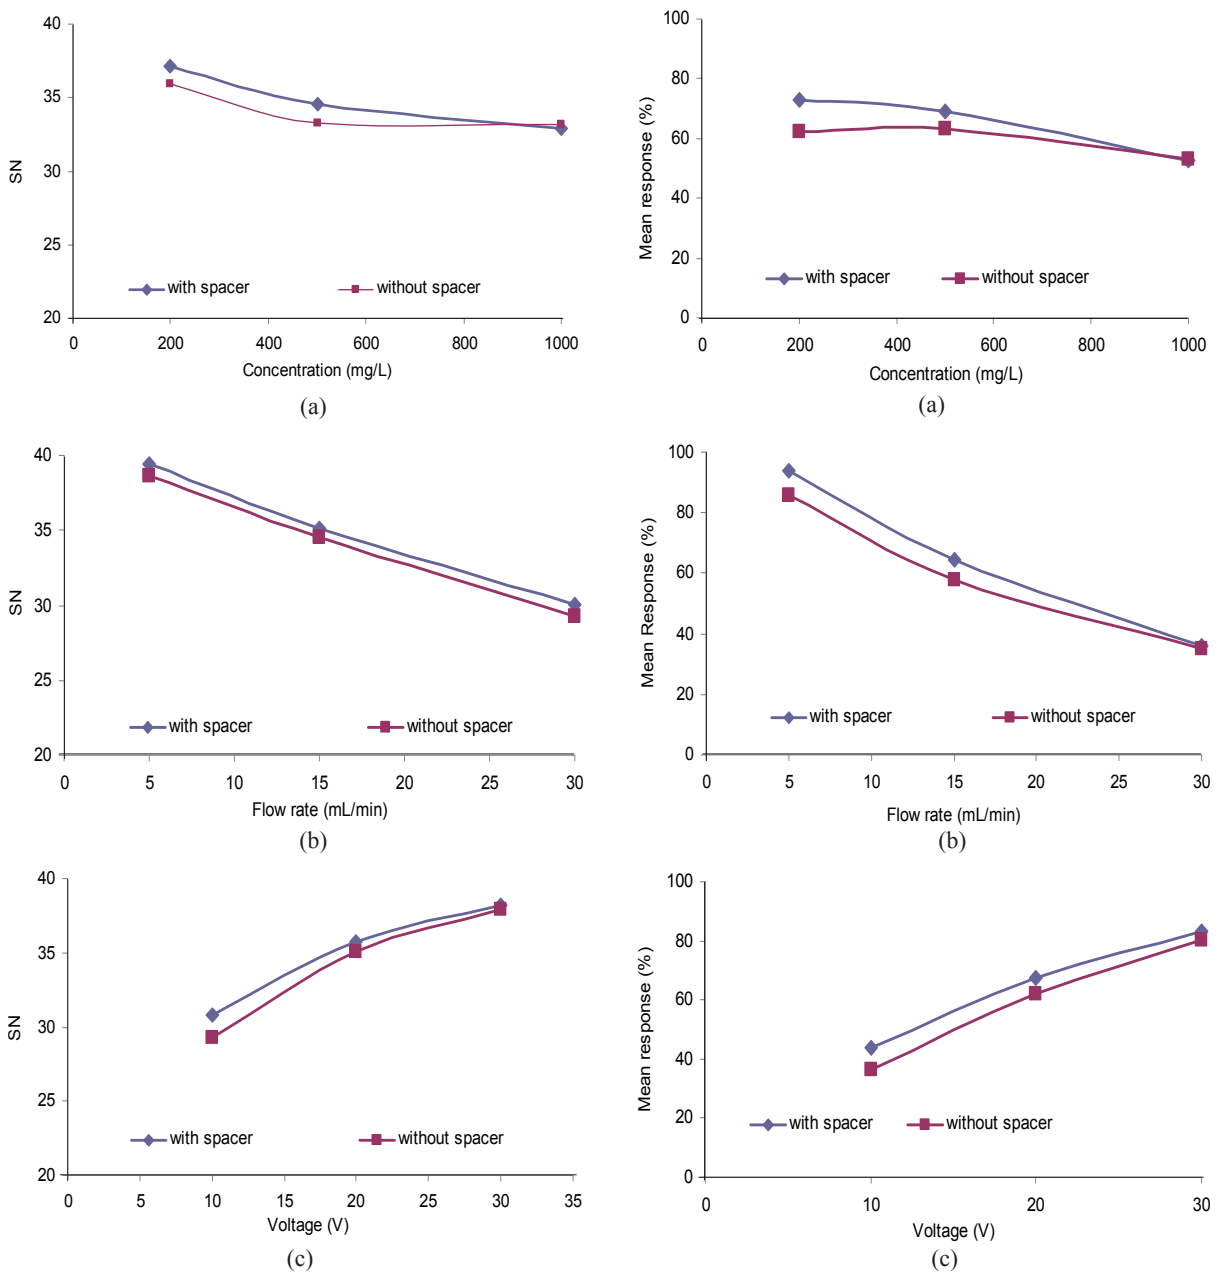 40
35
30
25
20
SN
0 200 400 600 800 1000
Concentration (mg/L)
with spacer
without spacer
(a)
100
80
60
40
20
0
Mean response (%)
0 200 400 600 800 1000
Concentration (mg/L)
with spacer
without spacer
(a)
40
35
30
25
20
SN
0 5 10 15 20 25 30
Flow rate (mL/min)
with spacer
without spacer
(b)
100
80
60
40
20
0
Mean Response (%)
0 5 10 15 20 25 30
Flow rate (mL/min)
with spacer
without spacer
(b)
40
35
30
25
20
SN
0 5 10 15 20 25 30 35
Voltage (V)
with spacer
without spacer
(c)
100
80
60
40
20
0
Mean response (%)
0 10 20 30
Voltage (V)
with spacer
without spacer
(c)